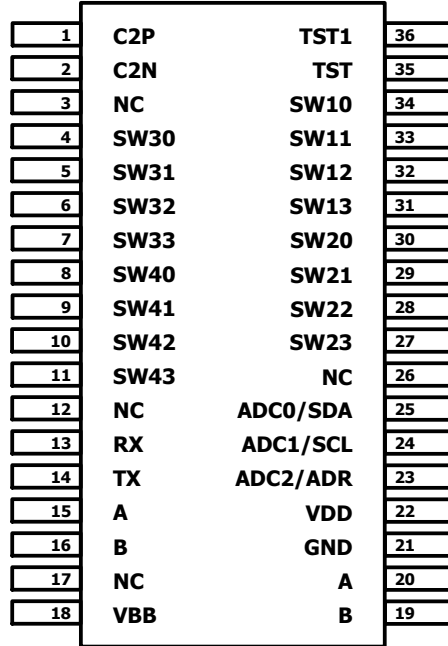 1 C2P TST1 36
2 C2N TST 35
3 NC SW10 34
4 SW30 SW11 33
5 SW31 SW12 32
6 SW32 SW13 31
7 SW33 SW20 30
8 SW40 SW21 29
9 SW41 SW22 28
10 SW42 SW23 27
11 SW43 NC 26
12 NC ADC0/SDA 25
13 RX ADC1/SCL 24
14 TX ADC2/ADR 23
15 A VDD 22
16 B GND 21
17 NC A 20
18 VBB B 19